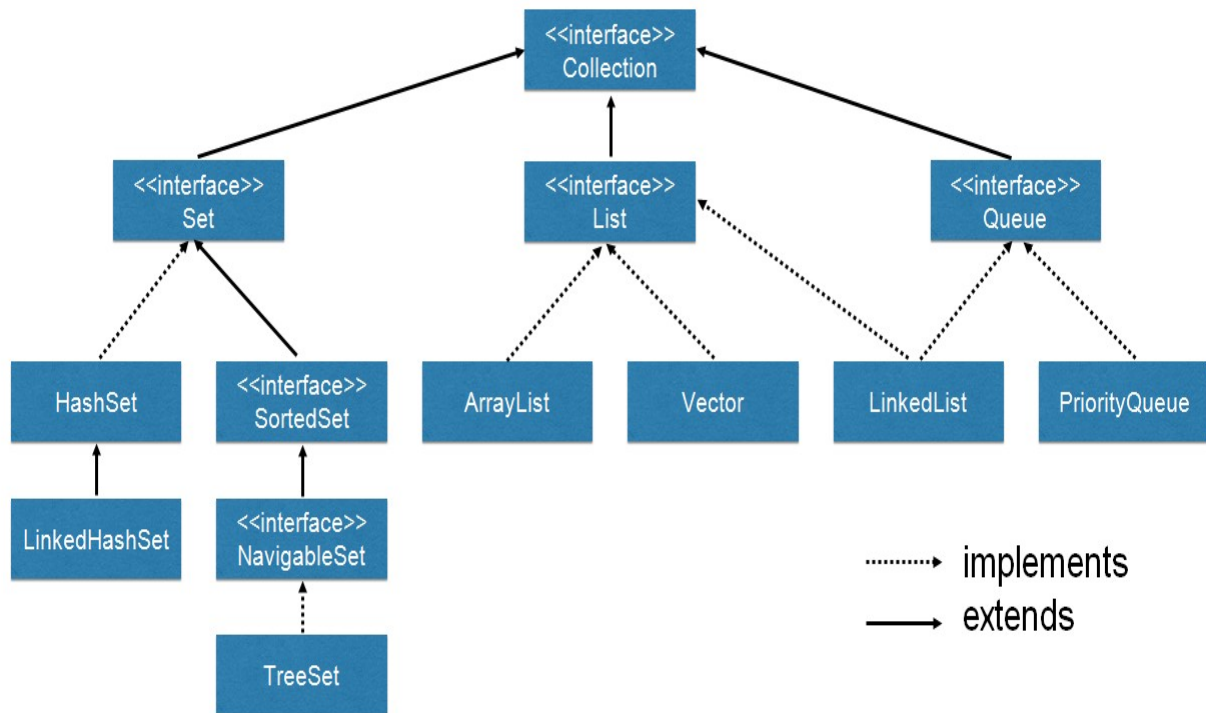 <<interface>>
Collection
<<interface>>
Set
<<interface>>
List
<<interface>>
Queue
HashSet
<<interface>>
SortedSet
ArrayList
Vector
LinkedList
PriorityQueue
LinkedHashSet
<<interface>>
NavigableSet
implements
extends
TreeSet